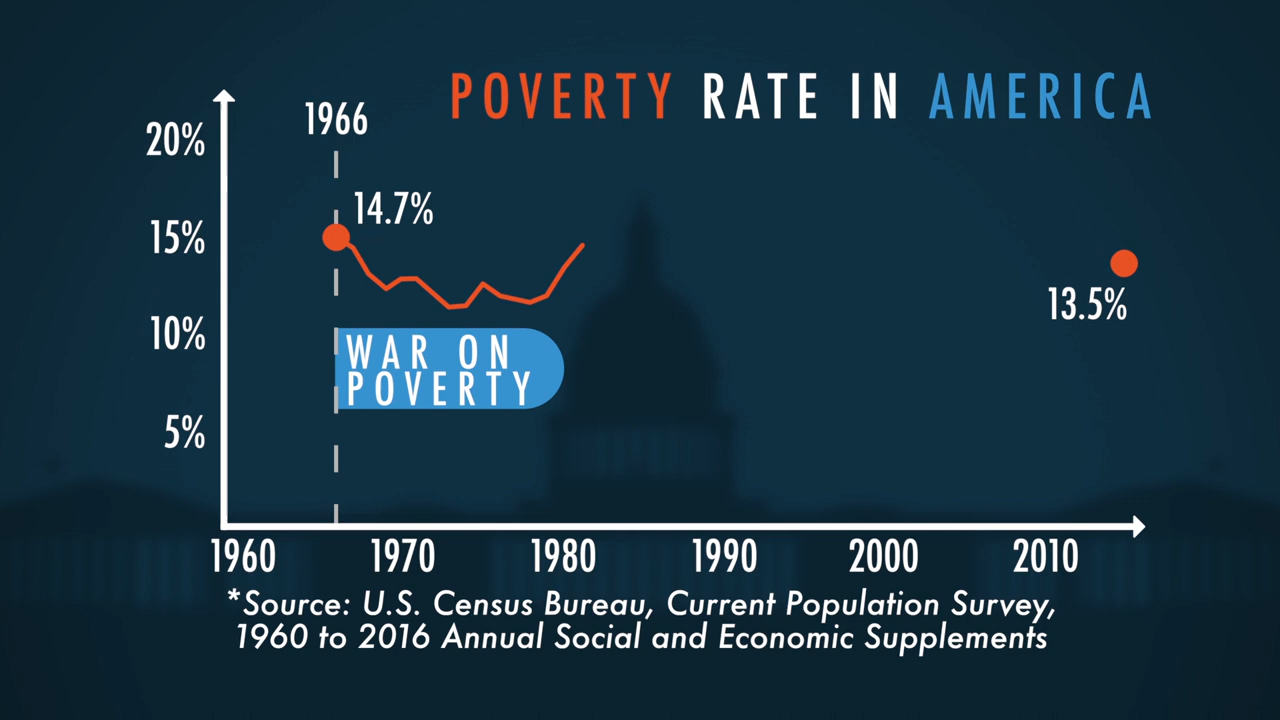 POVERTY RATE IN AMERICA
1966
20%
14.7%
15%
13.5%
10%
WAR ON
POVERTY
5%
1960 1970 1980 1990 2000 2010
*Source: U.S. Census Bureau, Current Population Survey,
1960 to 2016 Annual Social and Economic Supplements